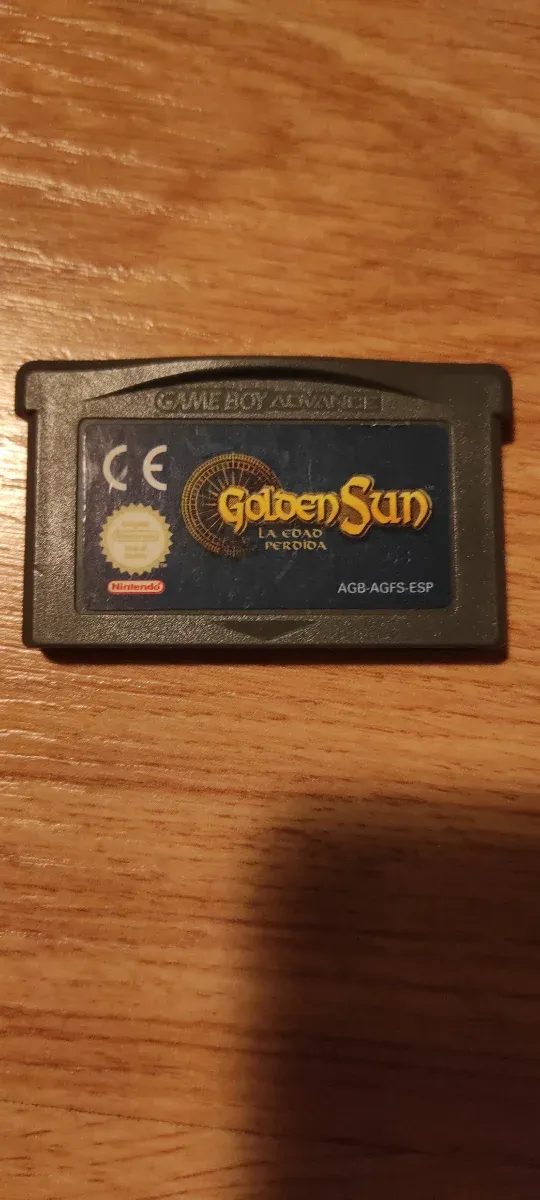 GAME BOY ADVANCE
CE
Golden Sun
LA EDAD
PERDIDA
Nintendo
AGB-AGFS-ESP